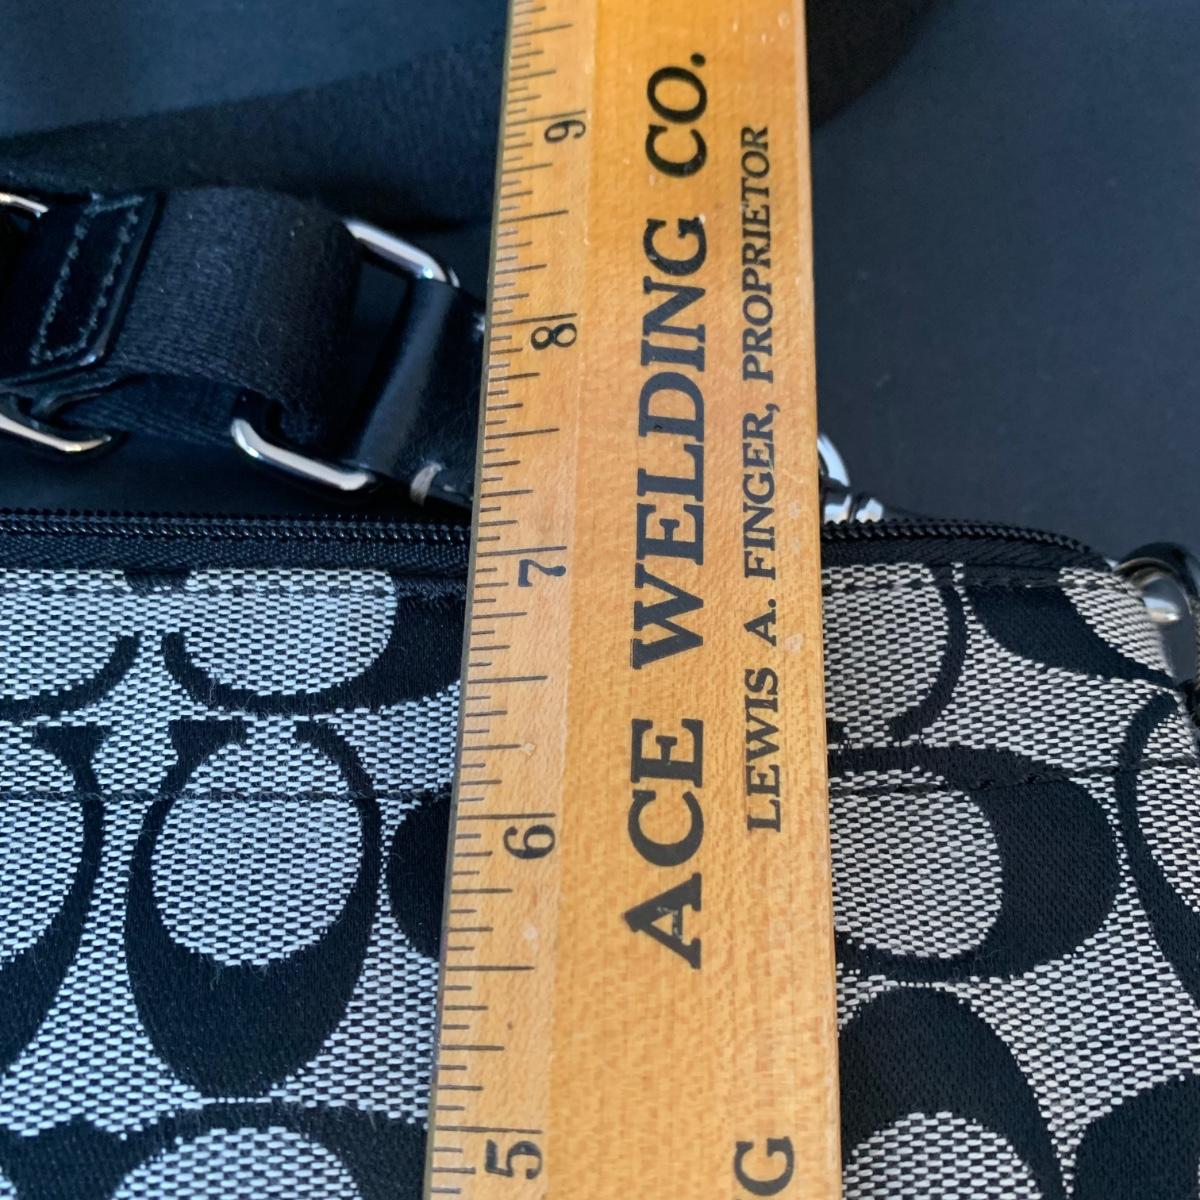 ACE WELDING CO.
LEWIS A. FINGER, PROPRIETOR
G
5
6
7
8
9